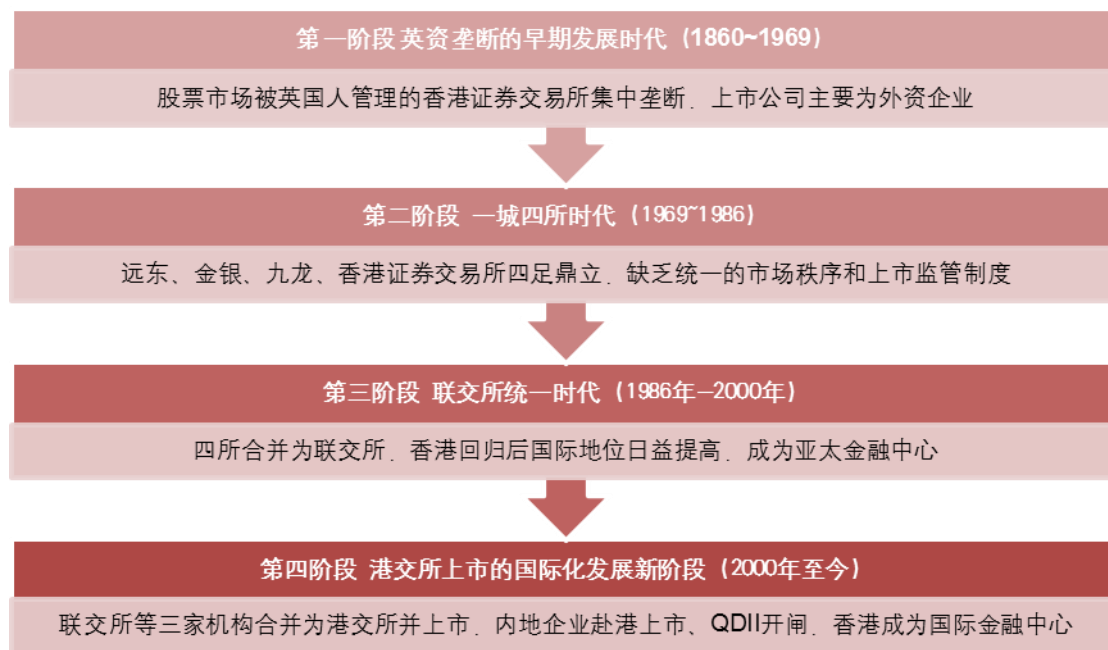 第一阶段 英资垄断的早期发展时代（1860~1969）
股票市场被英国人管理的香港证券交易所集中垄断，上市公司主要为外资企业
第二阶段 一城四所时代（1969~1986）
远东、金银、九龙、香港证券交易所四足鼎立，缺乏统一的市场秩序和上市监管制度
第三阶段 联交所统一时代（1986年—2000年）
四所合并为联交所，香港回归后国际地位日益提高，成为亚太金融中心
第四阶段 港交所上市的国际化发展新阶段（2000年至今）
联交所等三家机构合并为港交所并上市，内地企业赴港上市、QDII开闸，香港成为国际金融中心